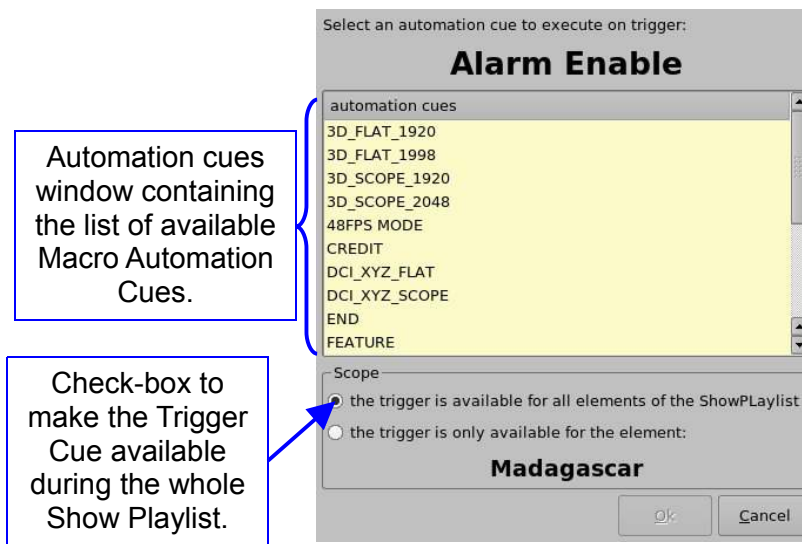 Select an automation cue to execute on trigger:
Alarm Enable
automation cues
3D_FLAT_1920
3D_FLAT_1998
3D_SCOPE_1920
3D_SCOPE_2048
48FPS MODE
CREDIT
DCI_XYZ_FLAT
DCI_XYZ_SCOPE
END
FEATURE
Automation cues
window containing
the list of available
Macro Automation
Cues.
Scope
the trigger is available for all elements of the ShowPLaylist
the trigger is only available for the element:
Madagascar
Check-box to
make the Trigger
Cue available
during the whole
Show Playlist.
Ok
Cancel